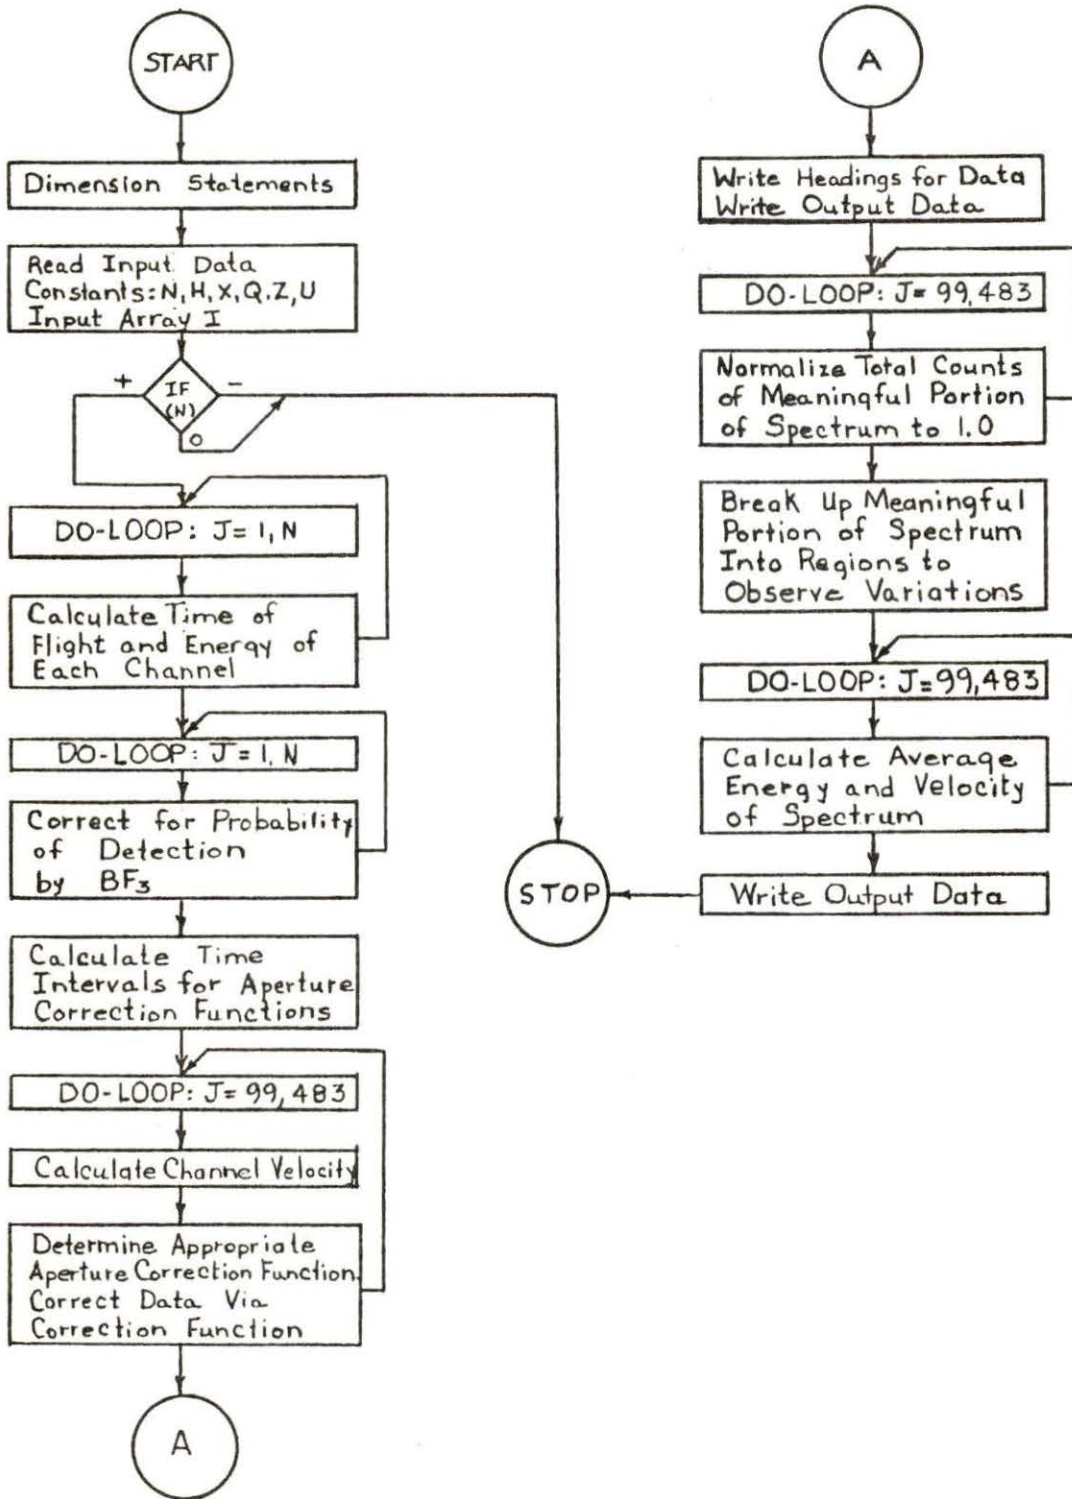 START
Dimension Statements
Read Input Data
Constants: N, H, X, Q. Z, U
Input Array I
+
IF
(N)
-
0
DO-LOOP: J= 1, N
Calculate Time of
Flight and Energy of
Each Channel
DO-LOOP: J= 1, N
Correct for Probability
of Detection
by BF₃
Calculate Time
Intervals for Aperture
Correction Functions
DO-LOOP: J= 99, 483
Calculate Channel Velocity
Determine Appropriate
Aperture Correction Function.
Correct Data Via
Correction Function
A
A
Write Headings for Data
Write Output Data
DO-LOOP: J= 99, 483
Normalize Total Counts
of Meaningful Portion
of Spectrum to 1.0
Break Up Meaningful
Portion of Spectrum
Into Regions to
Observe Variations
DO-LOOP: J= 99, 483
Calculate Average
Energy and Velocity
of Spectrum
Write Output Data
STOP